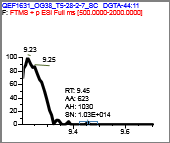 QEF1631_OG38_T5-28-2-7_SC DGTA-44:11
F: FTMS + p ESI Full ms [500.0000-2000.0000]
9.23
9.25
100
80
60
40
20
0
RT: 9.45
AA: 623
AH: 1030
SN: 1.03E+014
9.4
9.6